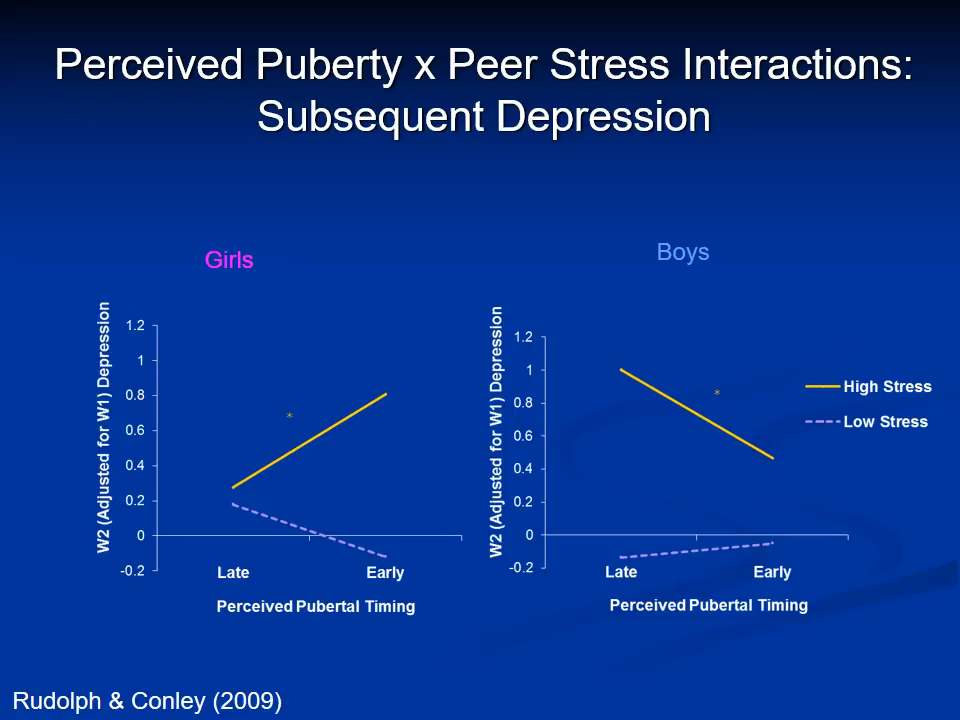 Perceived Puberty x Peer Stress Interactions:
Subsequent Depression
Girls
W2 (Adjusted for W1) Depression
1.2
1
0.8
0.6
0.4
0.2
0
-0.2
*
Late
Early
Perceived Pubertal Timing
Boys
W2 (Adjusted for W1) Depression
1.2
1
0.8
0.6
0.4
0.2
0
-0.2
*
Late
Early
Perceived Pubertal Timing
High Stress
Low Stress
Rudolph & Conley (2009)